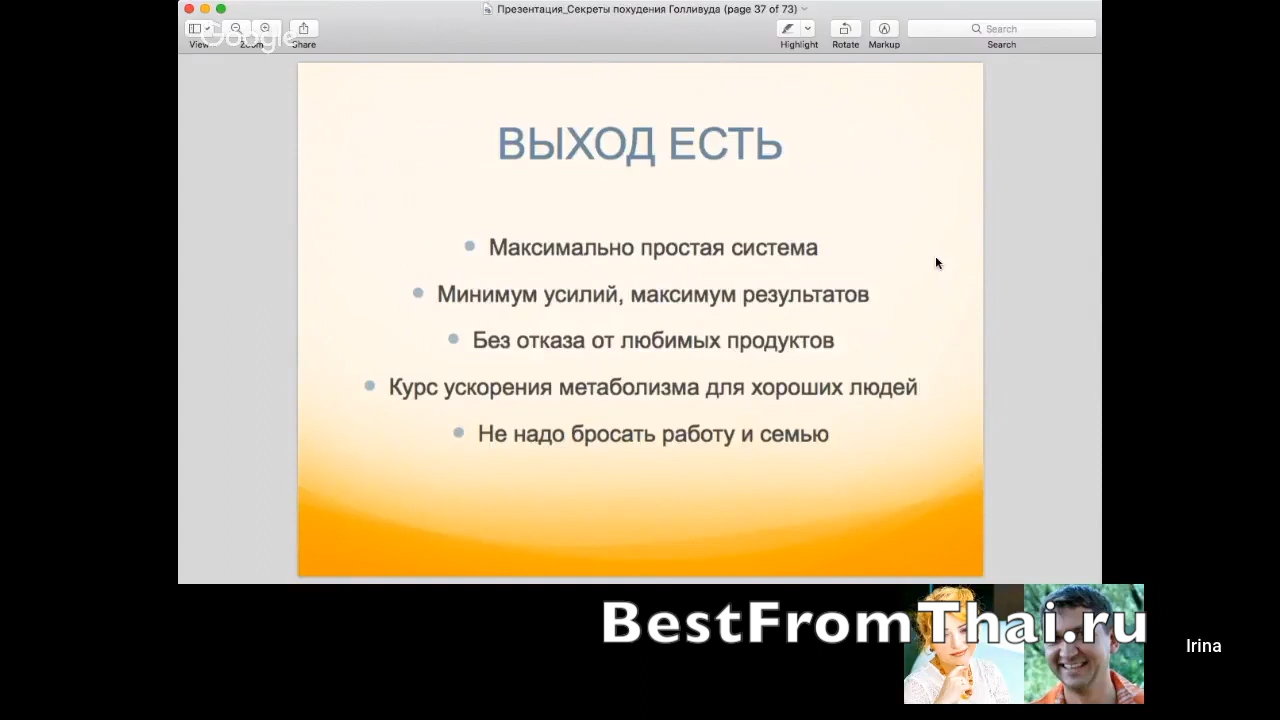 Презентация_Секреты похудения Голливуда (page 37 of 73)
View
Zoom
Share
Highlight
Rotate
Markup
Search
Search
Google
ВЫХОД ЕСТЬ
Максимально простая система
Минимум усилий, максимум результатов
Без отказа от любимых продуктов
Курс ускорения метаболизма для хороших людей
Не надо бросать работу и семью
BestFromThai.ru
Irina